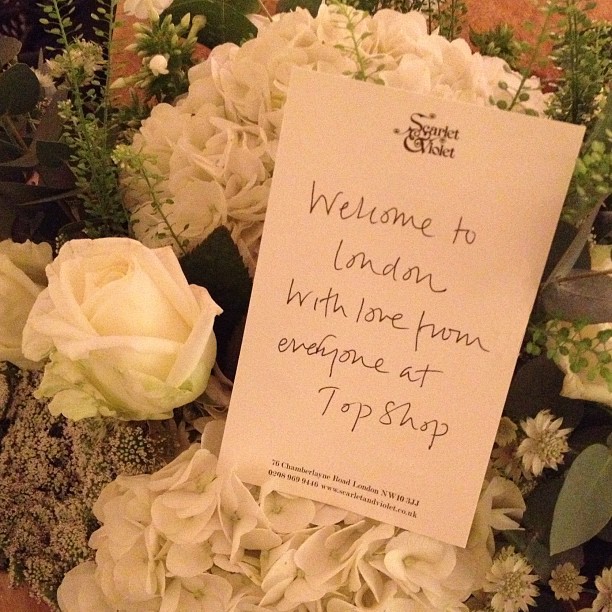 Scarlet
& Violet
Welcome to
london
With love from
everyone at
Top Shop
76 Chamberlayne Road London NW10 3JJ
0208 969 9446 www.scarletandviolet.co.uk